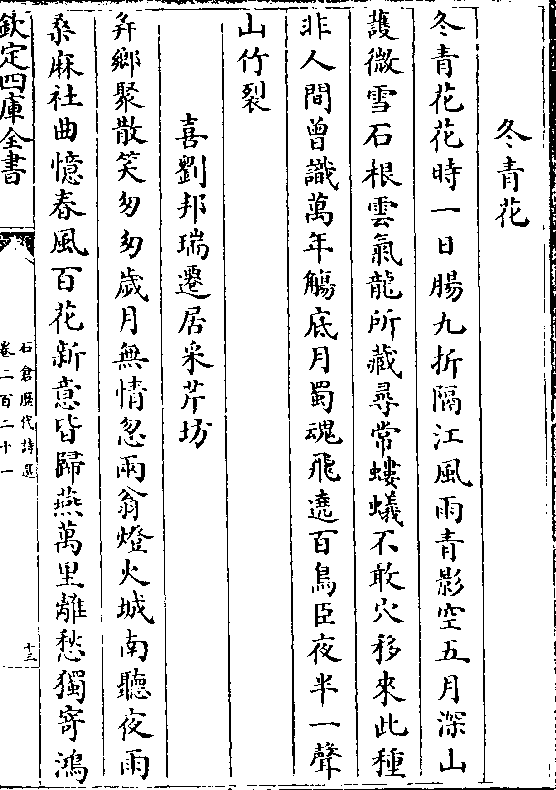 冬青花
冬青花花時一日腸九折隔江風雨青影空五月深山
䕶微雪石根雲氣龍所藏尋常螻蟻不敢穴移來此種
非人間曾識萬年觴底月蜀魂飛遶百鳥臣夜半一聲
山竹裂
喜劉邦瑞遷居采芹坊
弁鄉聚散笑匆匆歲月無情忽兩翁燈火城南聽夜雨
桑麻社曲憶春風百花新意皆歸燕萬里離愁獨寄鴻
欽定四庫全書
石倉歷代詩選
卷二百二十一
十三